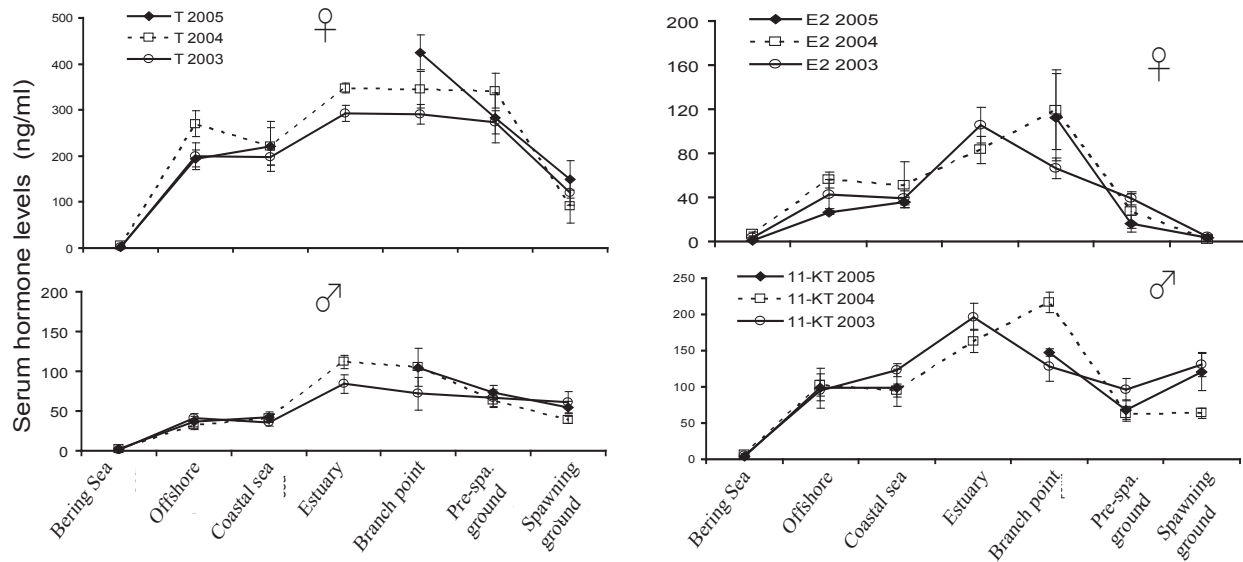 Serum hormone levels (ng/ml)
500
400
300
200
100
0
T 2005
T 2004
T 2003
♀
200
150
100
50
0
♂
Bering Sea
Offshore
Coastal sea
Estuary
Branch point
Pre-spa.
ground
Spawning
ground
200
160
120
80
40
0
E2 2005
E2 2004
E2 2003
♀
250
200
150
100
50
0
11-KT 2005
11-KT 2004
11-KT 2003
♂
Bering Sea
Offshore
Coastal sea
Estuary
Branch point
Pre-spa.
ground
Spawning
ground